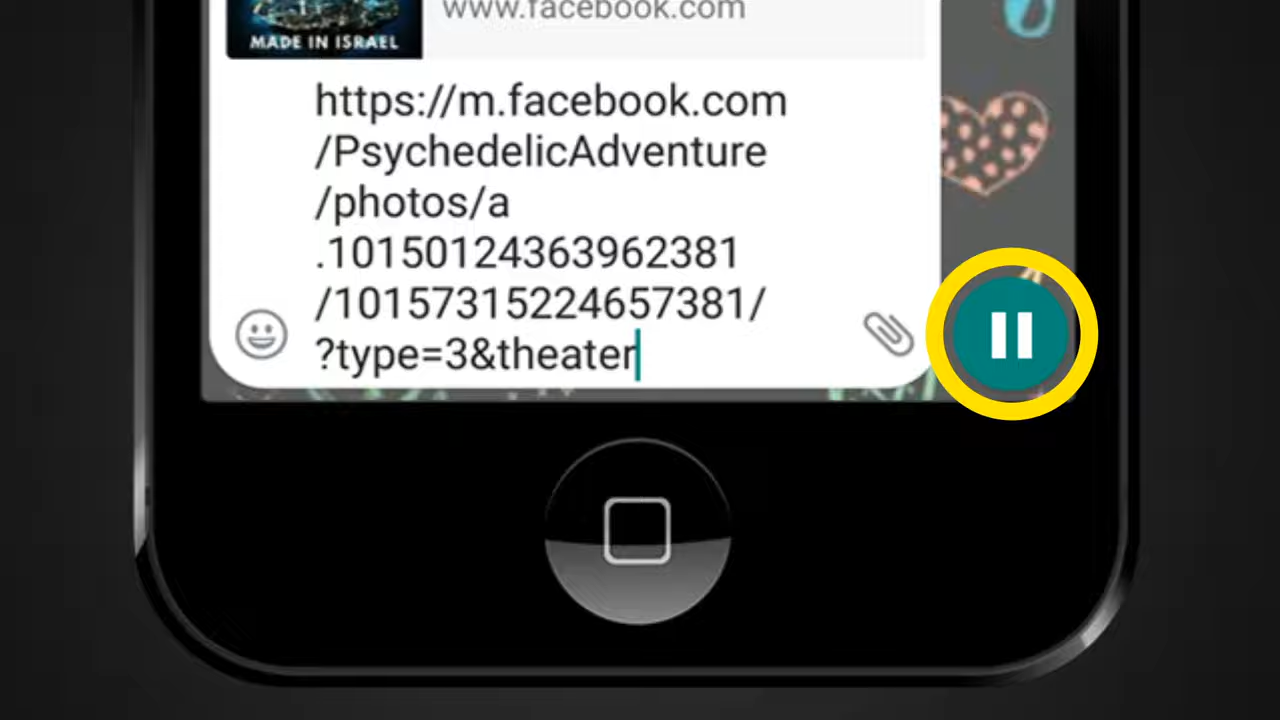 www.facebook.com
MADE IN ISRAEL
https://m.facebook.com
/PsychedelicAdventure
/photos/a
.10150124363962381
/10157315224657381/
?type=3&theater